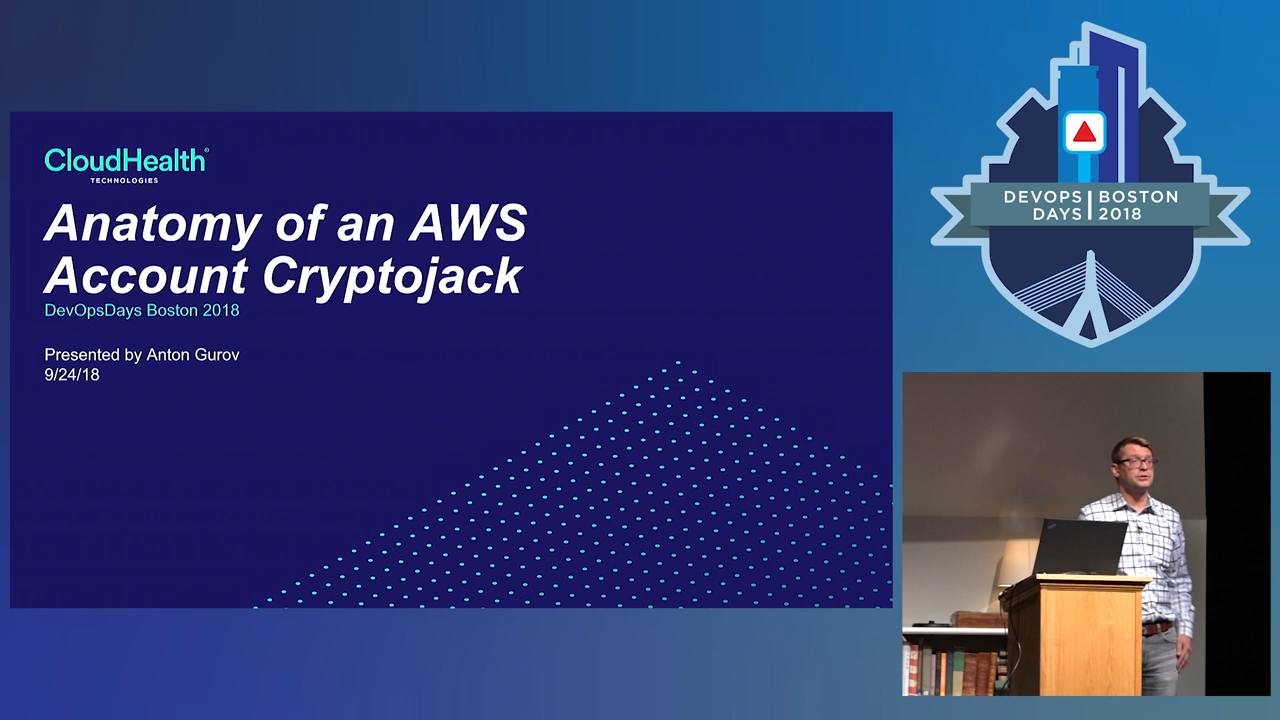 CloudHealth®
TECHNOLOGIES
Anatomy of an AWS
Account Cryptojack
DevOpsDays Boston 2018
Presented by Anton Gurov
9/24/18
DEVOPS | BOSTON
DAYS | 2018